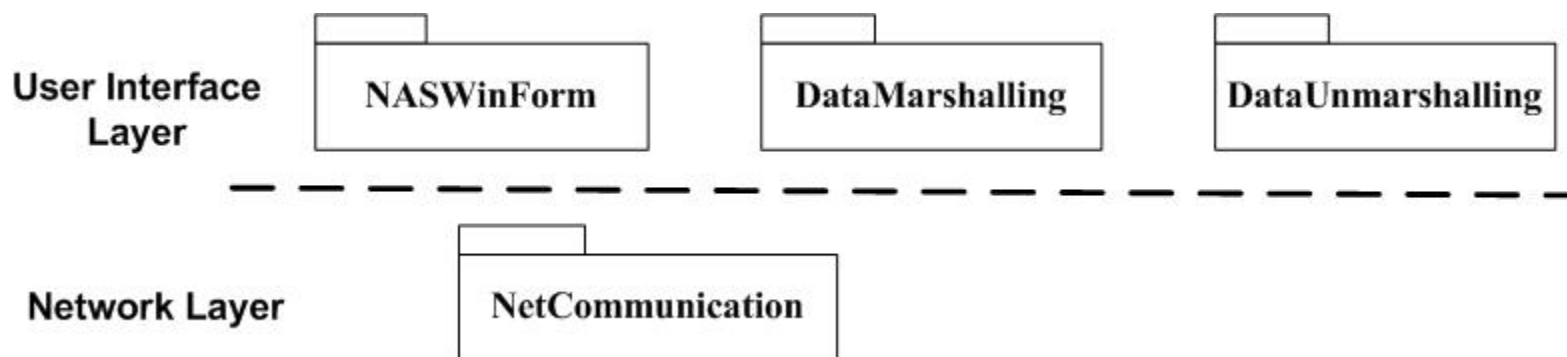 User Interface
Layer
NASWinForm
DataMarshalling
DataUnmarshalling
Network Layer
NetCommunication